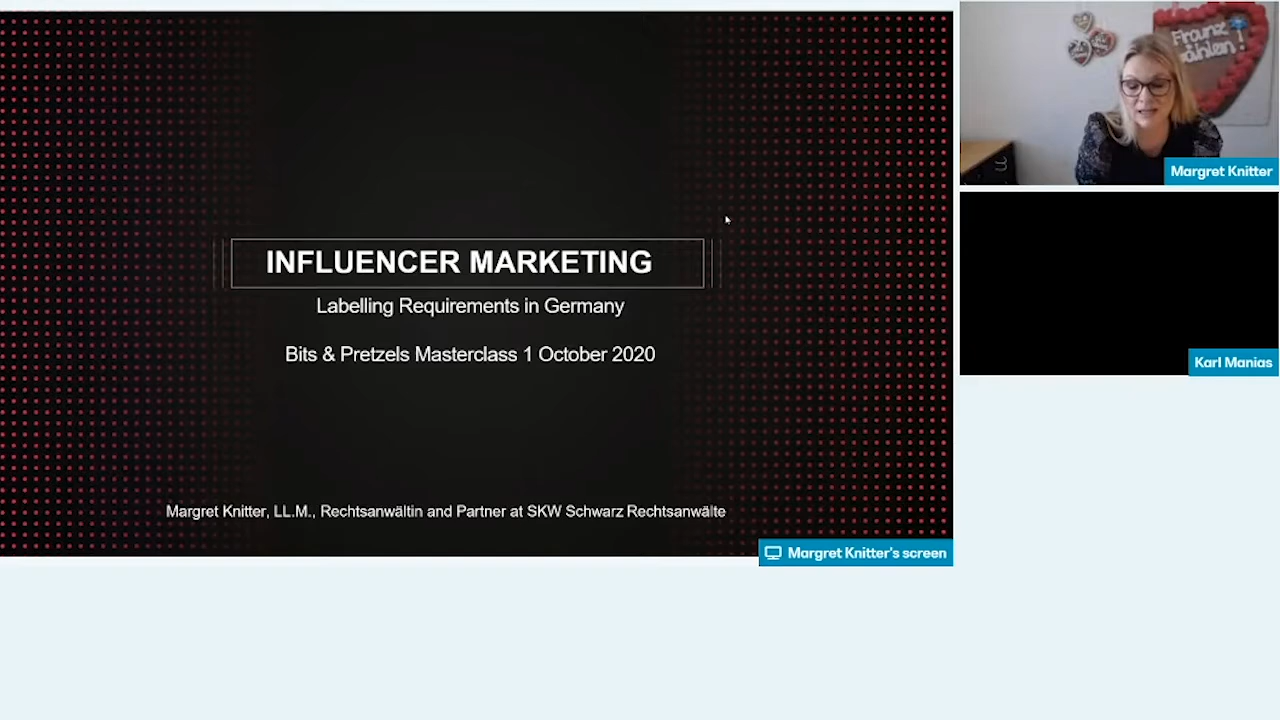 INFLUENCER MARKETING
Labelling Requirements in Germany
Bits & Pretzels Masterclass 1 October 2020
Margret Knitter, LL.M., Rechtsanwältin and Partner at SKW Schwarz Rechtsanwälte
Margret Knitter's screen
Margret Knitter
Karl Manias